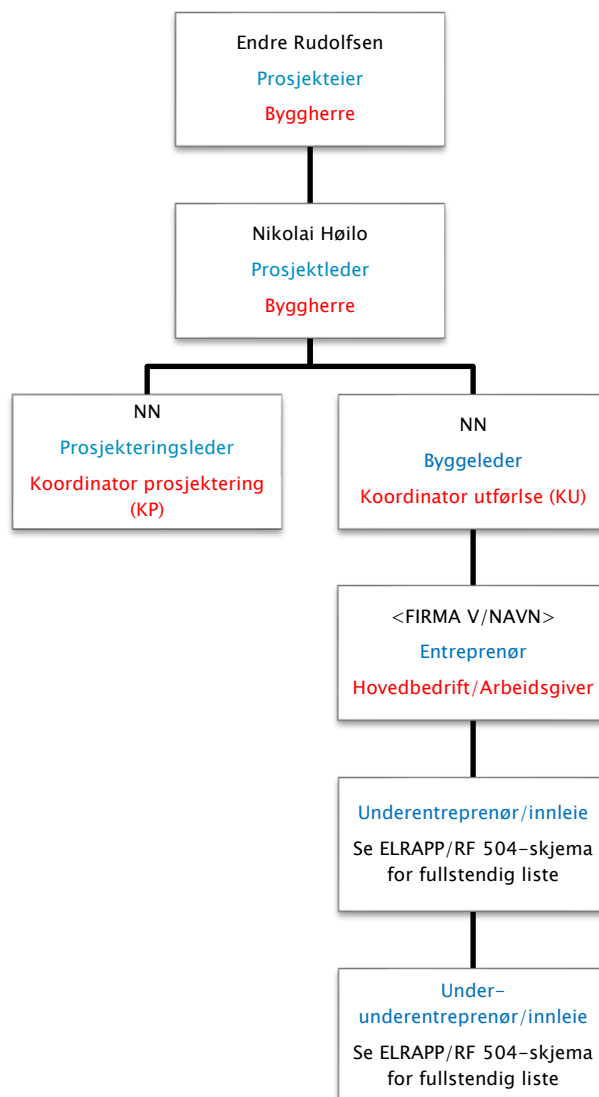 Endre Rudolfsen
Prosjekteier
Byggherre
Nikolai Høilo
Prosjektleder
Byggherre
NN
Prosjekteringsleder
Koordinator prosjektering
(KP)
NN
Byggeleder
Koordinator utførlse (KU)
<FIRMA V/NAVN>
Entreprenør
Hovedbedrift/Arbeidsgiver
Underentreprenør/innleie
Se ELRAPP/RF 504-skjema
for fullstendig liste
Under-
underentreprenør/innleie
Se ELRAPP/RF 504-skjema
for fullstendig liste